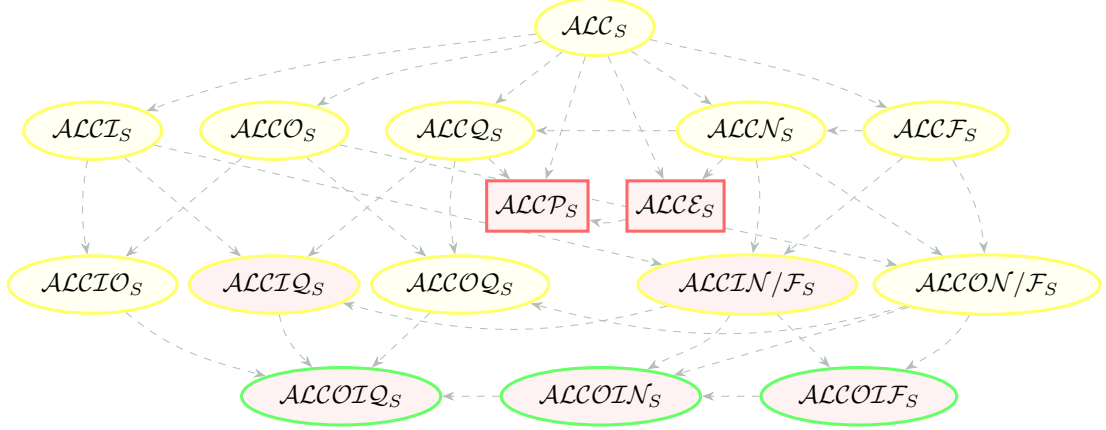 𝒜ℒ𝒞_S
𝒜ℒ𝒞ℐ_S 𝒜ℒ𝒞𝒪_S 𝒜ℒ𝒞𝒬_S 𝒜ℒ𝒞𝒩_S 𝒜ℒ𝒞ℱ_S
𝒜ℒ𝒞𝒫_S 𝒜ℒ𝒞ℰ_S
𝒜ℒ𝒞ℐ𝒪_S 𝒜ℒ𝒞ℐ𝒬_S 𝒜ℒ𝒞𝒪𝒬_S 𝒜ℒ𝒞ℐ𝒩/ℱ_S 𝒜ℒ𝒞𝒪𝒩/ℱ_S
𝒜ℒ𝒞𝒪ℐ𝒬_S 𝒜ℒ𝒞𝒪ℐ𝒩_S 𝒜ℒ𝒞𝒪ℐℱ_S